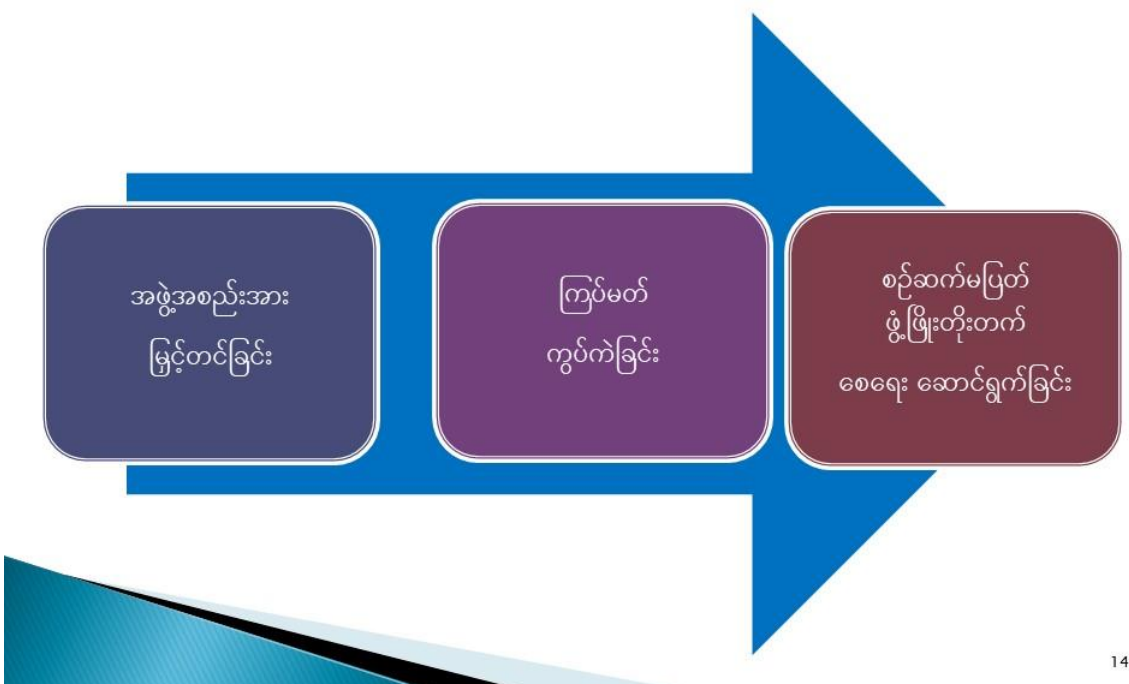 အဖွဲ့အစည်းအား
မြှင့်တင်ခြင်း
ကြပ်မတ်
ကွပ်ကဲခြင်း
စဉ်ဆက်မပြတ်
ဖွံ့ဖြိုးတိုးတက်
စေရေး ဆောင်ရွက်ခြင်း
14